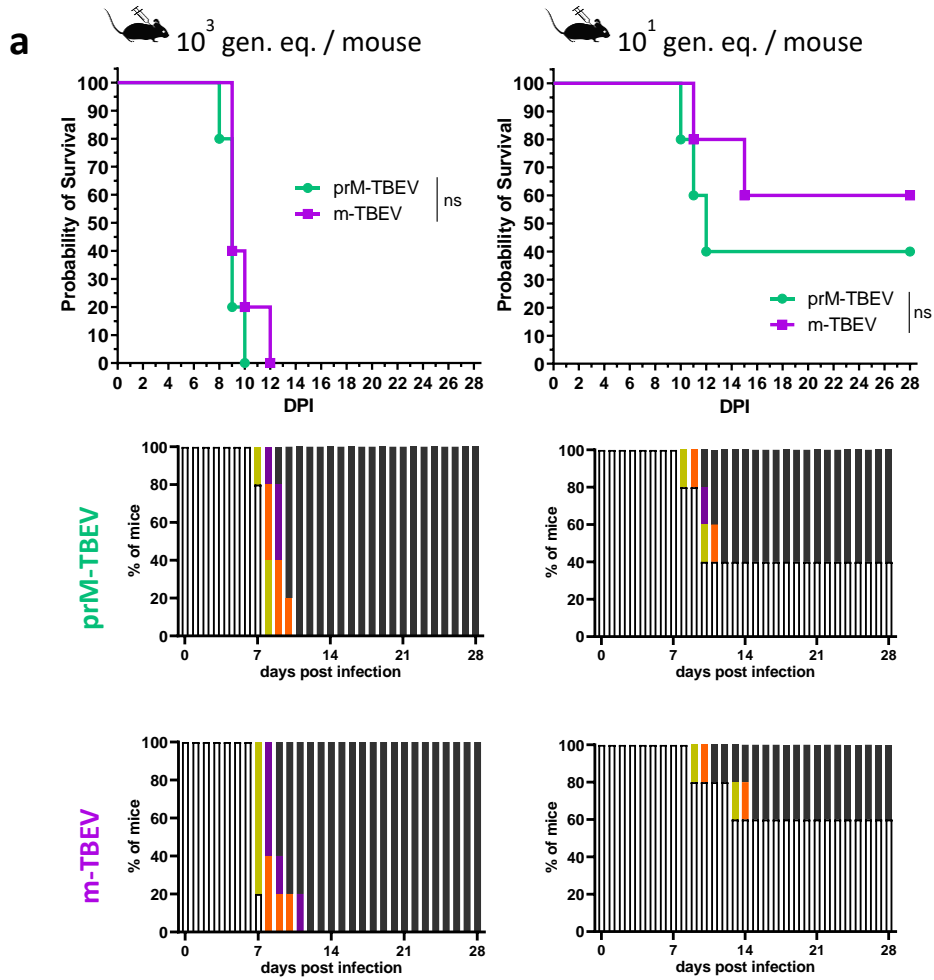 a
10³ gen. eq. / mouse
10¹ gen. eq. / mouse
Probability of Survival
100
90
80
70
60
50
40
30
20
10
0
0 2 4 6 8 10 12 14 16 18 20 22 24 26 28
DPI
prM-TBEV
m-TBEV
ns
Probability of Survival
100
90
80
70
60
50
40
30
20
10
0
0 2 4 6 8 10 12 14 16 18 20 22 24 26 28
DPI
prM-TBEV
m-TBEV
ns
prM-TBEV
% of mice
100
80
60
40
20
0
0 7 14 21 28
days post infection
% of mice
100
80
60
40
20
0
0 7 14 21 28
days post infection
m-TBEV
% of mice
100
80
60
40
20
0
0 7 14 21 28
days post infection
% of mice
100
80
60
40
20
0
0 7 14 21 28
days post infection